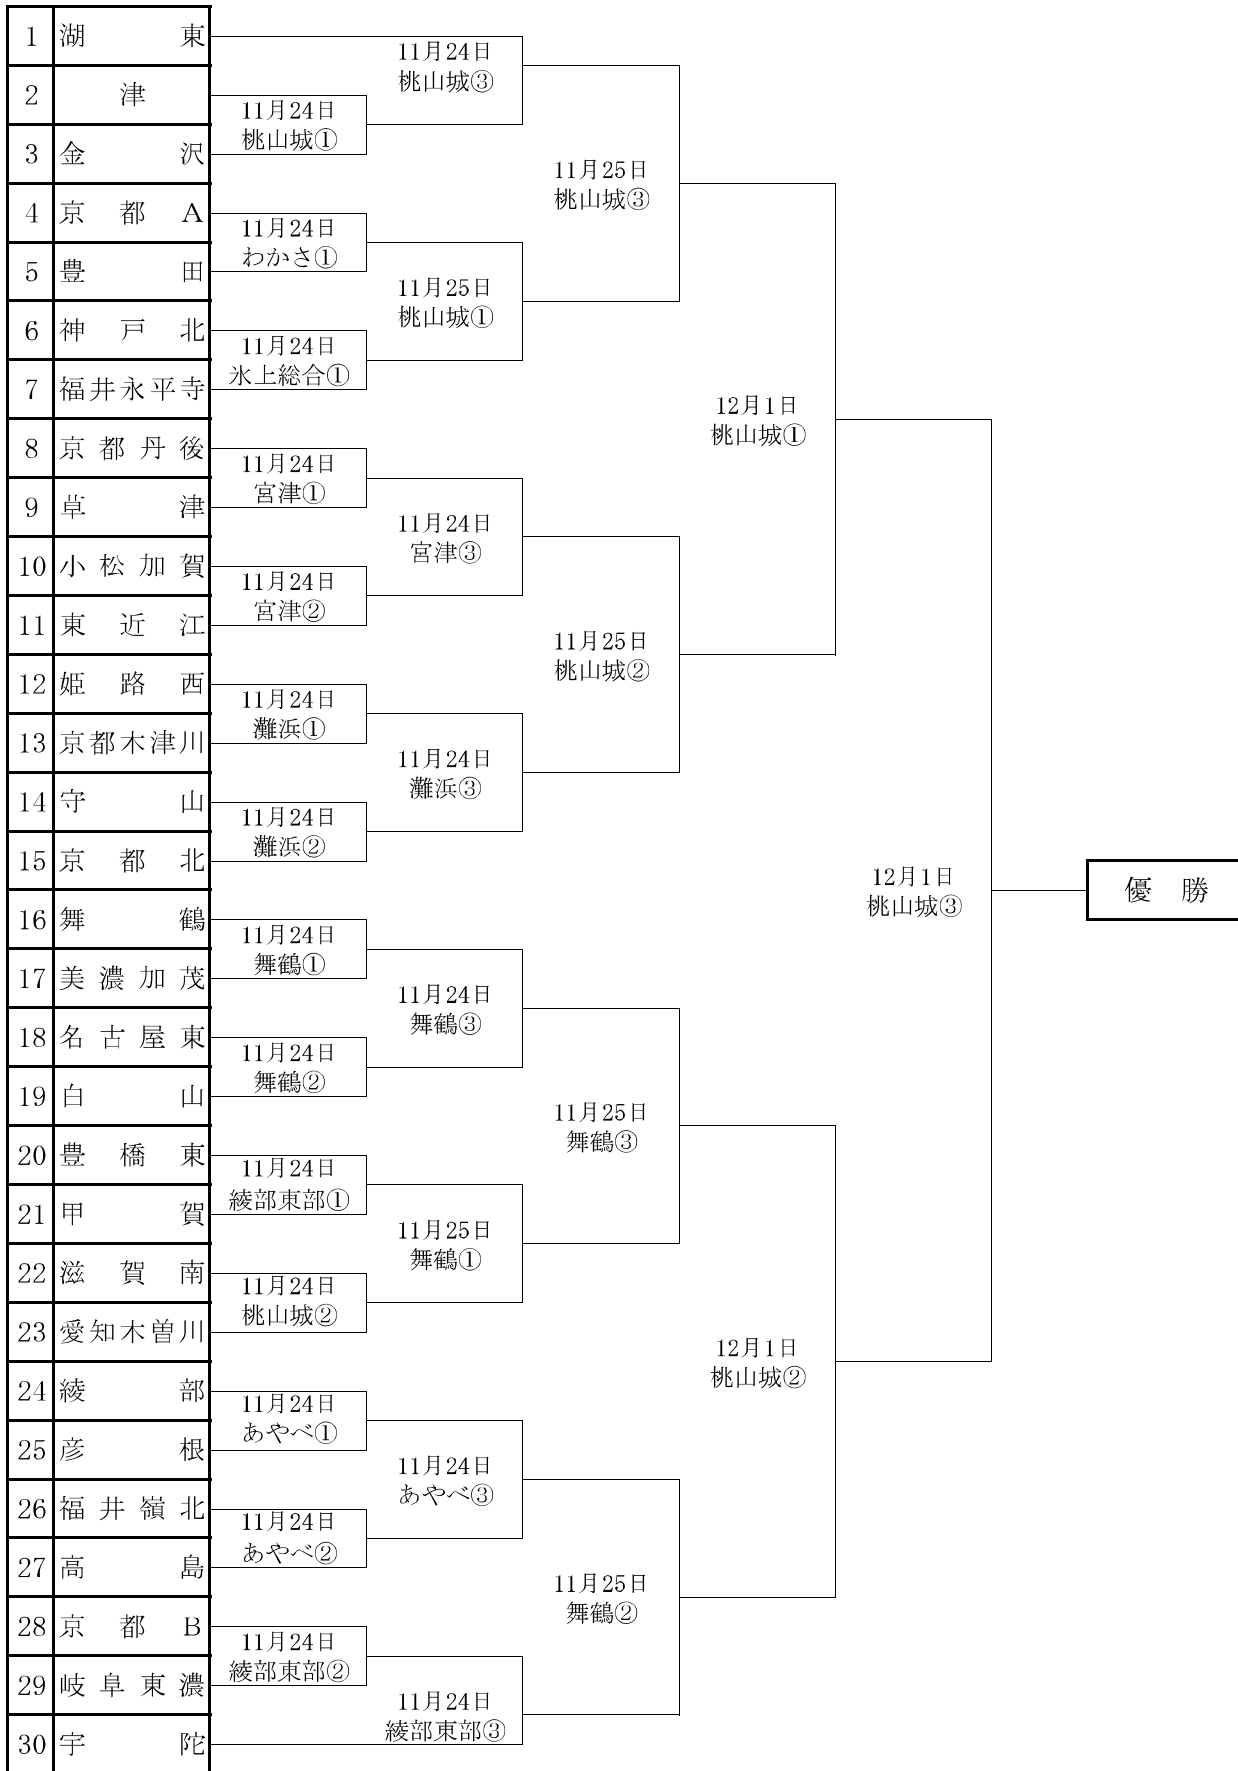 1 湖東
2 津
3 金沢
4 京都A
5 豊田
6 神戸北
7 福井永平寺
8 京都丹後
9 草津
10 小松加賀
11 東近江
12 姫路西
13 京都木津川
14 守山
15 京都北
16 舞鶴
17 美濃加茂
18 名古屋東
19 白山
20 豊橋東
21 甲賀
22 滋賀南
23 愛知木曽川
24 綾部
25 彦根
26 福井嶺北
27 高島
28 京都B
29 岐阜東濃
30 宇陀
11月24日
桃山城①
11月24日
わかさ①
11月24日
氷上総合①
11月24日
宮津①
11月24日
宮津②
11月24日
灘浜①
11月24日
灘浜②
11月24日
舞鶴①
11月24日
舞鶴②
11月24日
綾部東部①
11月24日
桃山城②
11月24日
あやべ①
11月24日
あやべ②
11月24日
綾部東部②
11月24日
桃山城③
11月25日
桃山城①
11月24日
宮津③
11月24日
灘浜③
11月24日
舞鶴③
11月25日
舞鶴①
11月24日
あやべ③
11月24日
綾部東部③
11月25日
桃山城③
11月25日
桃山城②
11月25日
舞鶴③
11月25日
舞鶴②
12月1日
桃山城①
12月1日
桃山城②
12月1日
桃山城③
優勝